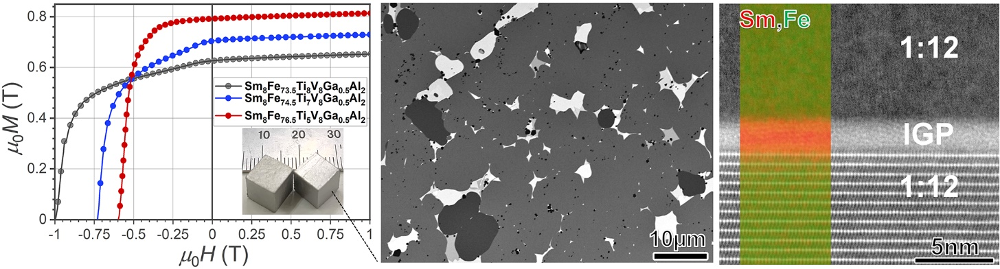 0.8
0.6
0.4
0.2
0
μ₀M (T)
Sm₈Fe₇₃.₅Ti₈V₈Ga₀.₅Al₂
Sm₈Fe₇₄.₅Ti₇V₈Ga₀.₅Al₂
Sm₈Fe₇₆.₅Ti₅V₈Ga₀.₅Al₂
10 20 30
-1 -0.75 -0.5 -0.25 0 0.25 0.5 0.75 1
μ₀H (T)
10μm
Sm,Fe
1:12
IGP
1:12
5nm